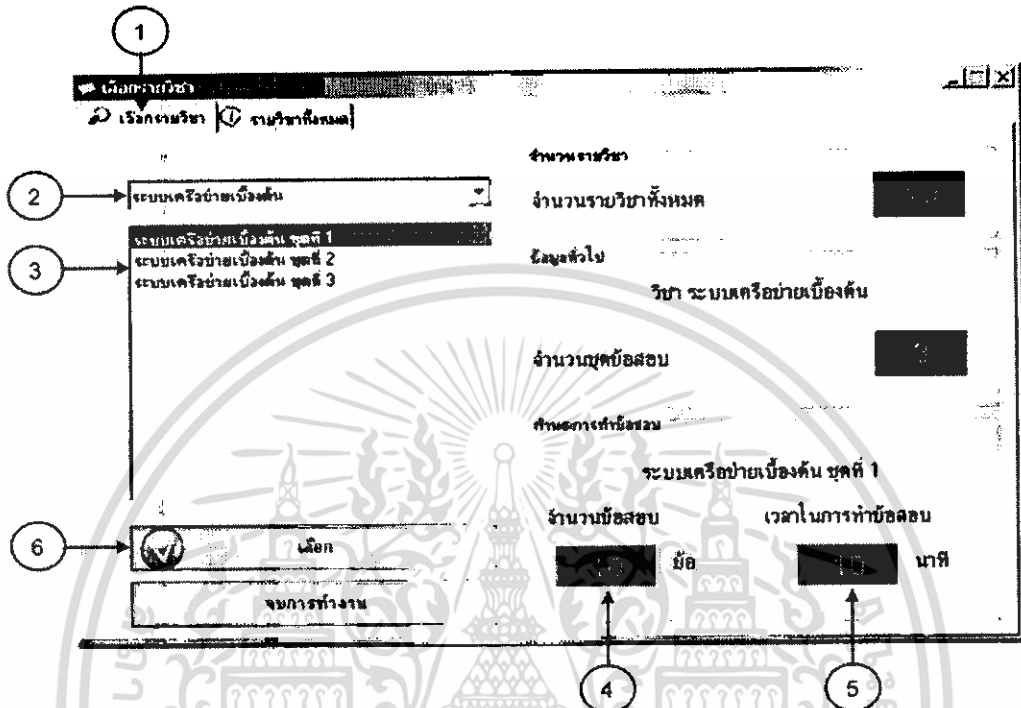 1
เลือกรายวิชา
เลือกรายวิชา รายวิชาทั้งหมด
จำนวนรายวิชา
2
ระบบเครือข่ายเบื้องต้น
จำนวนรายวิชาทั้งหมด
3
ระบบเครือข่ายเบื้องต้น ชุดที่ 1
ระบบเครือข่ายเบื้องต้น ชุดที่ 2
ระบบเครือข่ายเบื้องต้น ชุดที่ 3
ข้อมูลทั่วไป
วิชา ระบบเครือข่ายเบื้องต้น
จำนวนชุดข้อสอบ
3
กำหนดการทำข้อสอบ
ระบบเครือข่ายเบื้องต้น ชุดที่ 1
จำนวนข้อสอบ
เวลาในการทำข้อสอบ
ข้อ
นาที
6
เลือก
จบการทำงาน
4
5